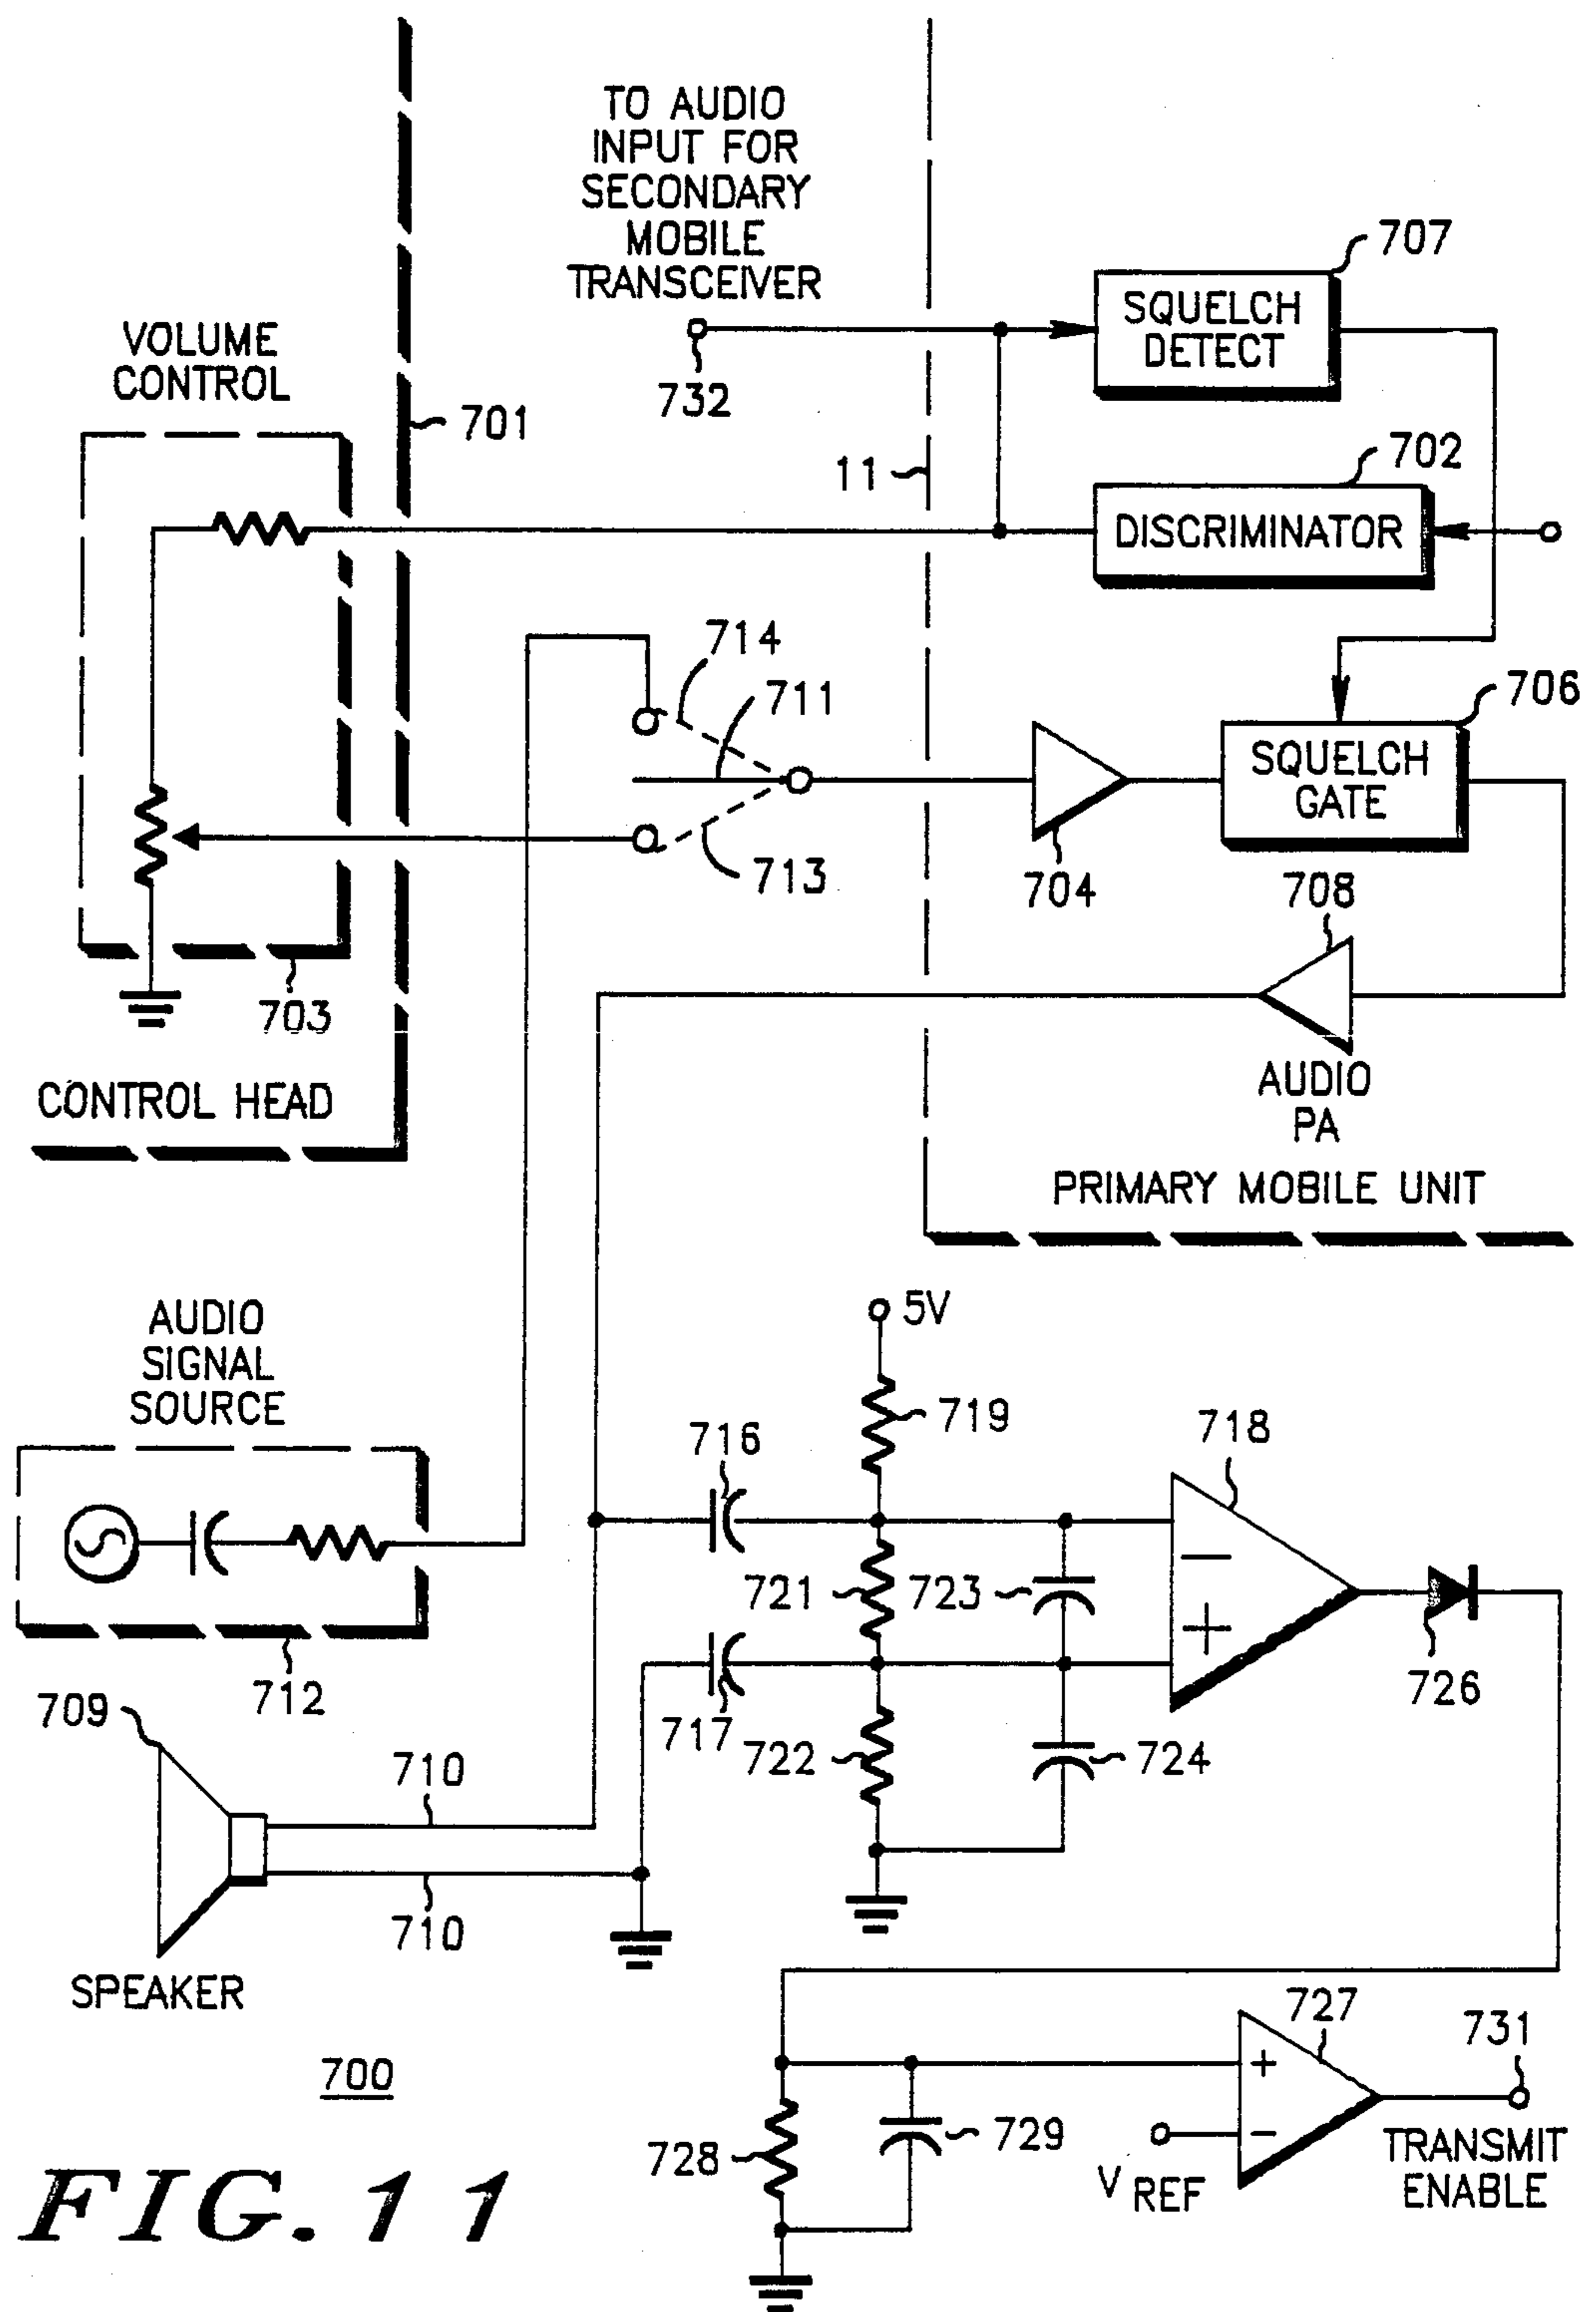 TO AUDIO
INPUT FOR
SECONDARY
MOBILE
TRANSCEIVER
707
SQUELCH
DETECT
VOLUME
CONTROL
732
701
11
702
DISCRIMINATOR
714
711
706
SQUELCH
GATE
713
704
708
703
CONTROL HEAD
AUDIO
PA
PRIMARY MOBILE UNIT
AUDIO
SIGNAL
SOURCE
5V
719
716
718
721
723
712
726
709
717
722
724
710
710
SPEAKER
700
727
731
728
729
V REF
TRANSMIT
ENABLE
FIG. 11
− 
+
+
−